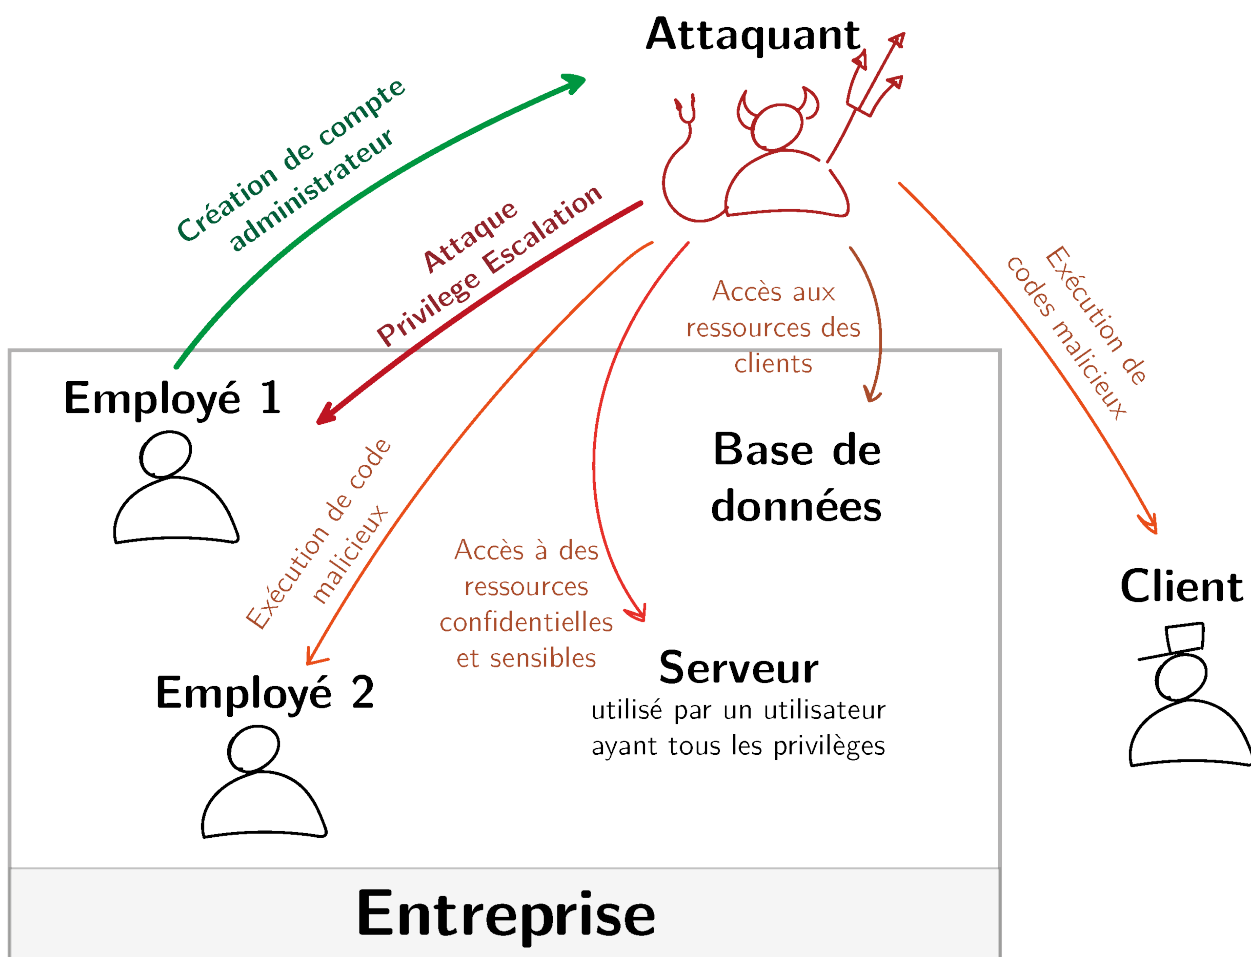 Attaquant
Création de compte
administrateur
Attaque
Privilege Escalation
Accès aux
ressources des
clients
Exécution de
codes malicieux
Employé 1
Base de
données
Exécution de code
malicieux
Accès à des
ressources
confidentielles
et sensibles
Client
Employé 2
Serveur
utilisé par un utilisateur
ayant tous les privilèges
Entreprise